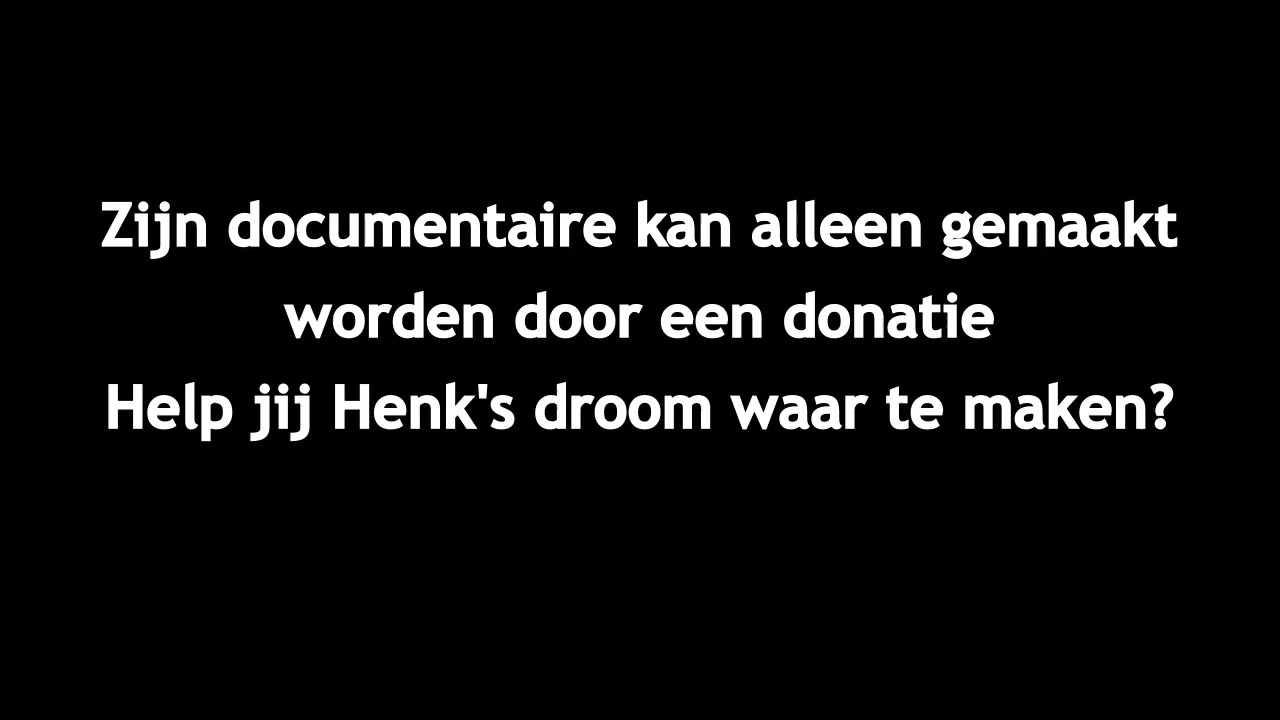 Zijn documentaire kan alleen gemaakt
worden door een donatie
Help jij Henk's droom waar te maken?